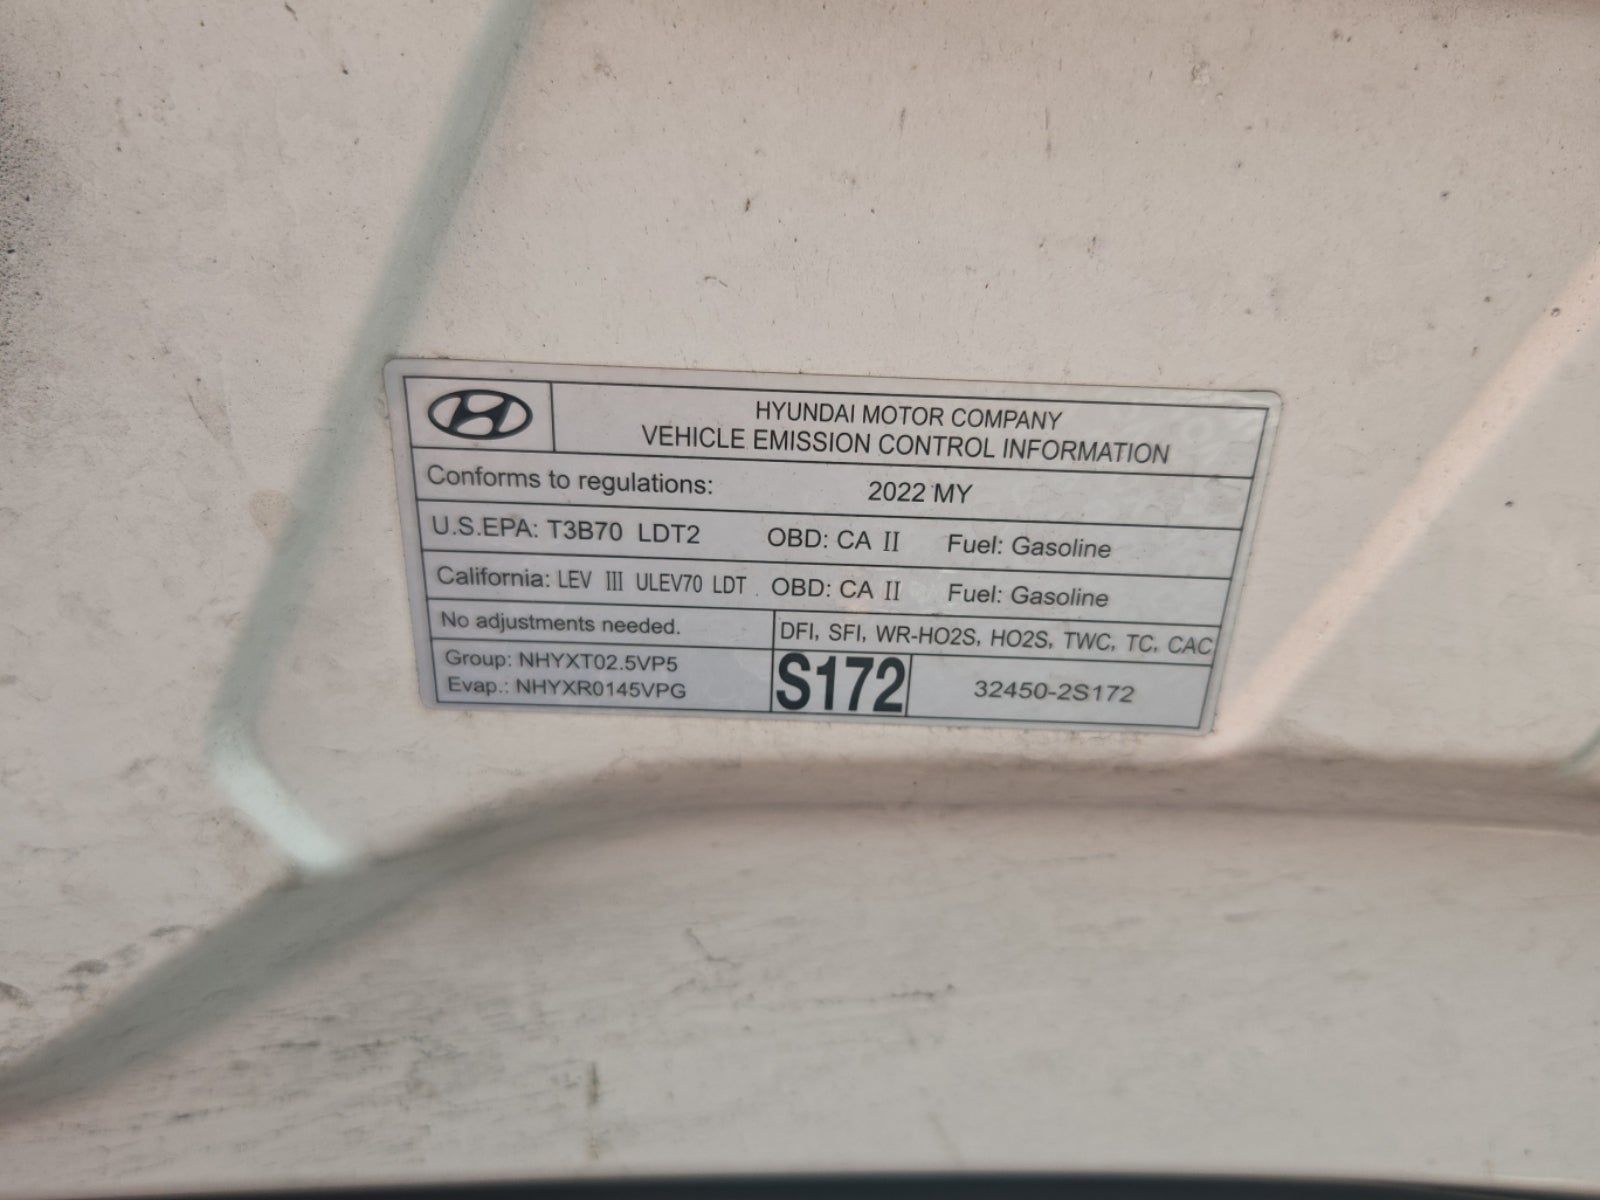 HYUNDAI MOTOR COMPANY
VEHICLE EMISSION CONTROL INFORMATION
Conforms to regulations: 2022 MY
U.S.EPA: T3B70 LDT2 OBD: CA II Fuel: Gasoline
California: LEV III ULEV70 LDT OBD: CA II Fuel: Gasoline
No adjustments needed. DFI, SFI, WR-HO2S, HO2S, TWC, TC, CAC
Group: NHYXT02.5VP5
Evap.: NHYXR0145VPG
S172 32450-2S172